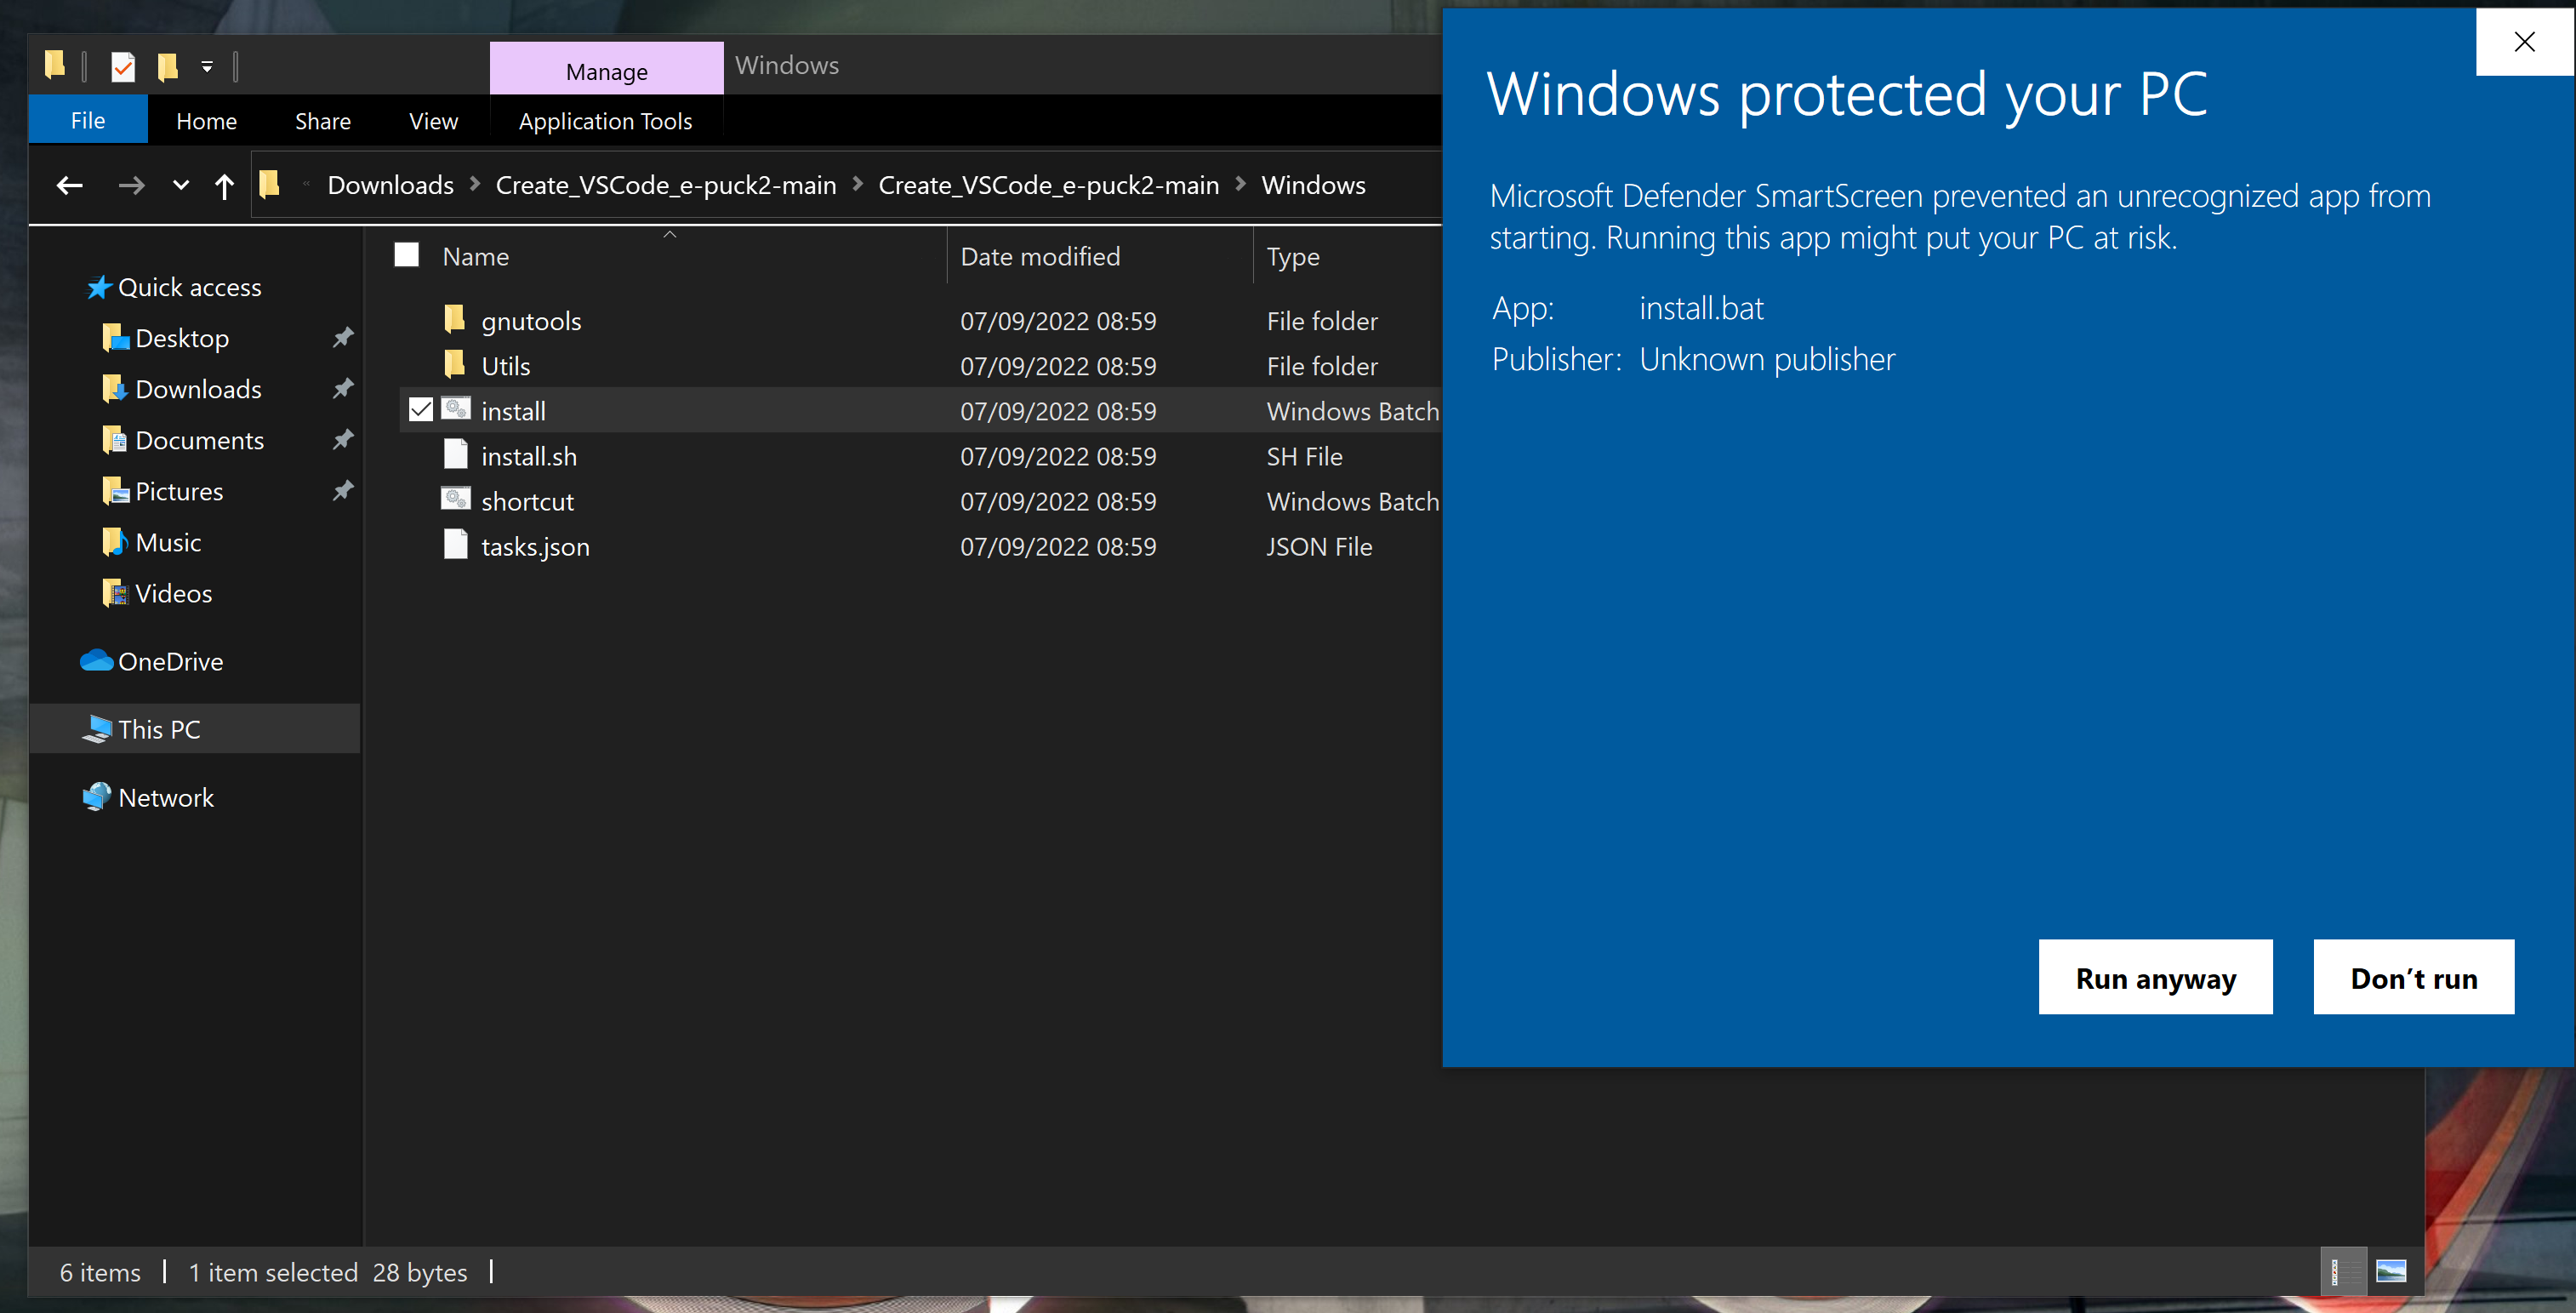 Manage
Windows
File
Home
Share
View
Application Tools
Downloads
Create_VSCode_e-puck2-main
Create_VSCode_e-puck2-main
Windows
Name
Date modified
Type
Quick access
Desktop
Downloads
Documents
Pictures
Music
Videos
OneDrive
This PC
Network
gnutools 07/09/2022 08:59 File folder
Utils 07/09/2022 08:59 File folder
install 07/09/2022 08:59 Windows Batch
install.sh 07/09/2022 08:59 SH File
shortcut 07/09/2022 08:59 Windows Batch
tasks.json 07/09/2022 08:59 JSON File
6 items
1 item selected 28 bytes
Windows protected your PC
Microsoft Defender SmartScreen prevented an unrecognized app from
starting. Running this app might put your PC at risk.
App: install.bat
Publisher: Unknown publisher
Run anyway
Don’t run